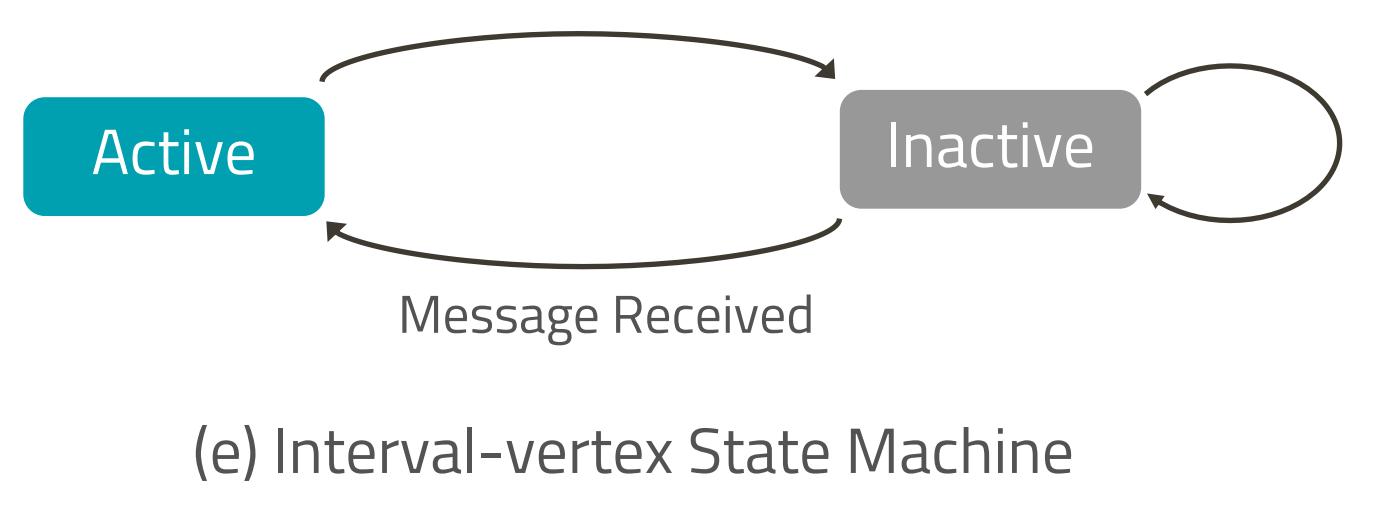 Active
Inactive
Message Received
(e) Interval-vertex State Machine